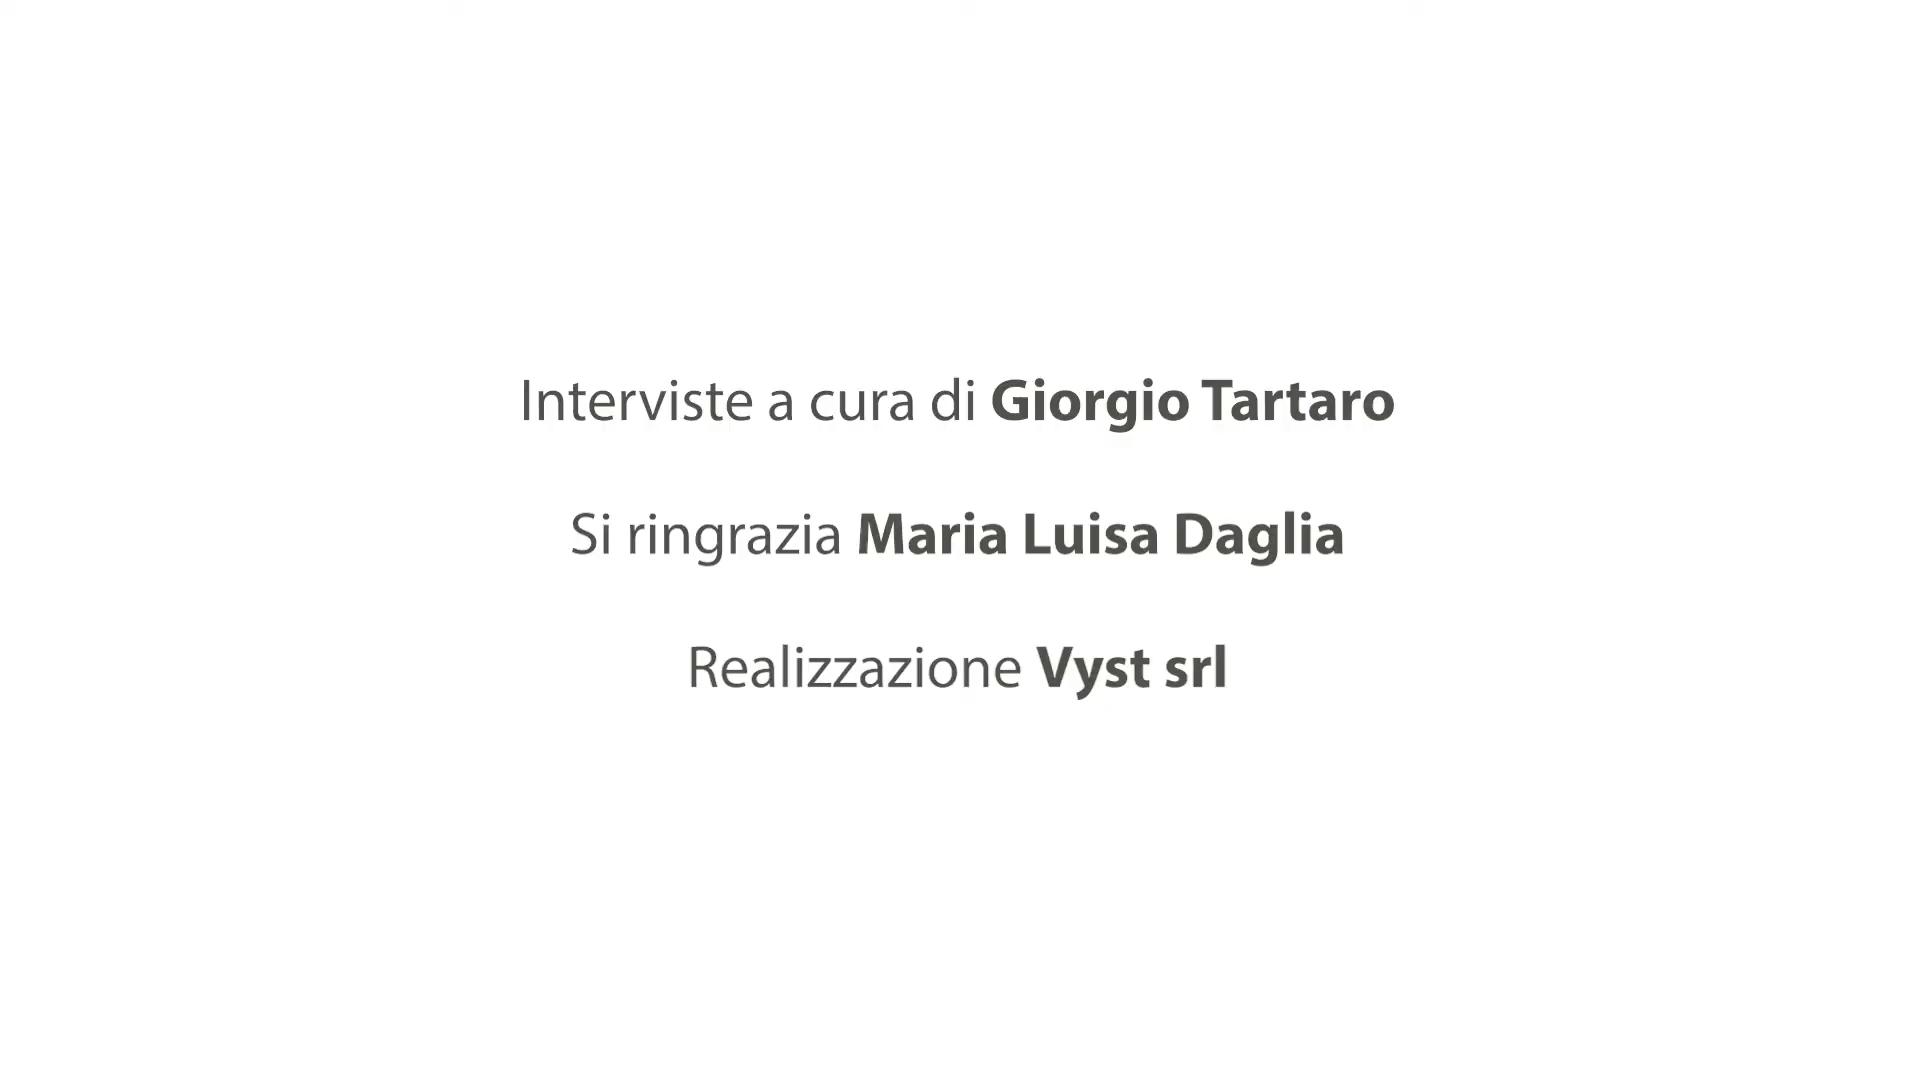 Interviste a cura di Giorgio Tartaro
Si ringrazia Maria Luisa Daglia
Realizzazione Vyst srl